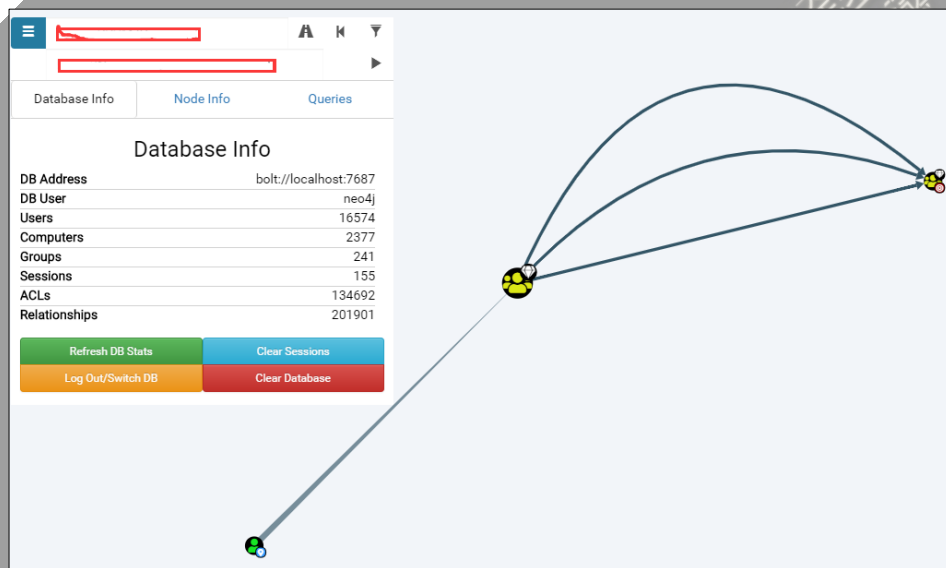 Database Info Node Info Queries
Database Info
DB Address bolt://localhost:7687
DB User neo4j
Users 16574
Computers 2377
Groups 241
Sessions 155
ACLs 134692
Relationships 201901
Refresh DB Stats Clear Sessions
Log Out/Switch DB Clear Database